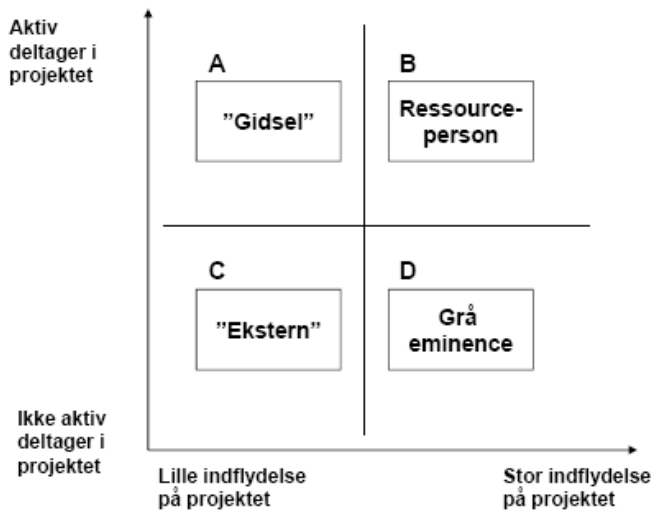 Aktiv
deltager i
projektet
A
B
”Gidsel”
Ressource-
person
C
D
”Ekstern”
Grå
eminence
Ikke aktiv
deltager i
projektet
Lille indflydelse
på projektet
Stor indflydelse
på projektet